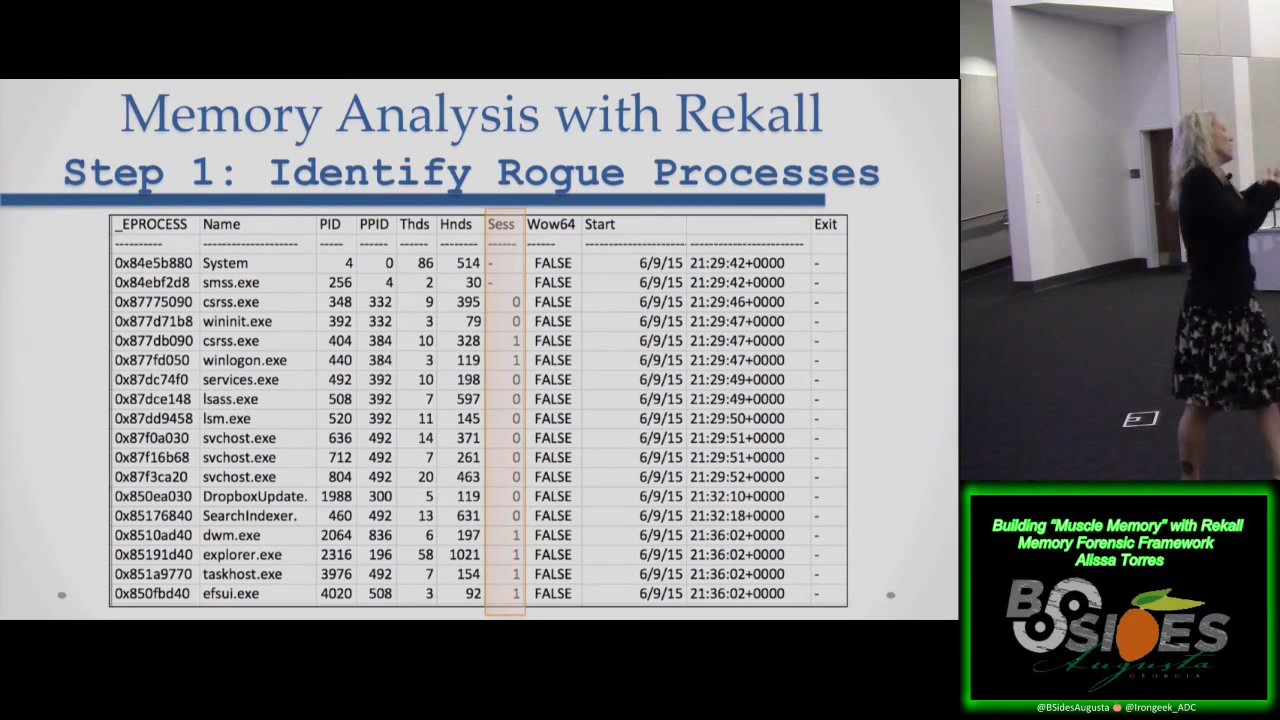 Memory Analysis with Rekall
Step 1: Identify Rogue Processes
_EPROCESS Name PID PPID Thds Hnds Sess Wow64 Start Exit
---------- -------------------- ----- ------ ------ -------- ------ ------ ------------------------ ------------------------
0x84e5b880 System 4 0 86 514 - FALSE 6/9/15 21:29:42+0000 -
0x84ebf2d8 smss.exe 256 4 2 30 - FALSE 6/9/15 21:29:42+0000 -
0x87775090 csrss.exe 348 332 9 395 0 FALSE 6/9/15 21:29:46+0000 -
0x877d71b8 wininit.exe 392 332 3 79 0 FALSE 6/9/15 21:29:47+0000 -
0x877db090 csrss.exe 404 384 10 328 1 FALSE 6/9/15 21:29:47+0000 -
0x877fd050 winlogon.exe 440 384 3 119 1 FALSE 6/9/15 21:29:47+0000 -
0x87dc74f0 services.exe 492 392 10 198 0 FALSE 6/9/15 21:29:49+0000 -
0x87dce148 lsass.exe 508 392 7 597 0 FALSE 6/9/15 21:29:49+0000 -
0x87dd9458 lsm.exe 520 392 11 145 0 FALSE 6/9/15 21:29:50+0000 -
0x87f0a030 svchost.exe 636 492 14 371 0 FALSE 6/9/15 21:29:51+0000 -
0x87f16b68 svchost.exe 712 492 7 261 0 FALSE 6/9/15 21:29:51+0000 -
0x87f3ca20 svchost.exe 804 492 20 463 0 FALSE 6/9/15 21:29:52+0000 -
0x850ea030 DropboxUpdate. 1988 300 5 119 0 FALSE 6/9/15 21:32:10+0000 -
0x85176840 SearchIndexer. 460 492 13 631 0 FALSE 6/9/15 21:32:18+0000 -
0x8510ad40 dwm.exe 2064 836 6 197 1 FALSE 6/9/15 21:36:02+0000 -
0x85191d40 explorer.exe 2316 196 58 1021 1 FALSE 6/9/15 21:36:02+0000 -
0x851a9770 taskhost.exe 3976 492 7 154 1 FALSE 6/9/15 21:36:02+0000 -
0x850fbd40 efsui.exe 4020 508 3 92 1 FALSE 6/9/15 21:36:02+0000 -
Building "Muscle Memory" with Rekall
Memory Forensic Framework
Alissa Torres
BSIDES
Augusta
GEORGIA
@BSidesAugusta @Irongeek_ADC